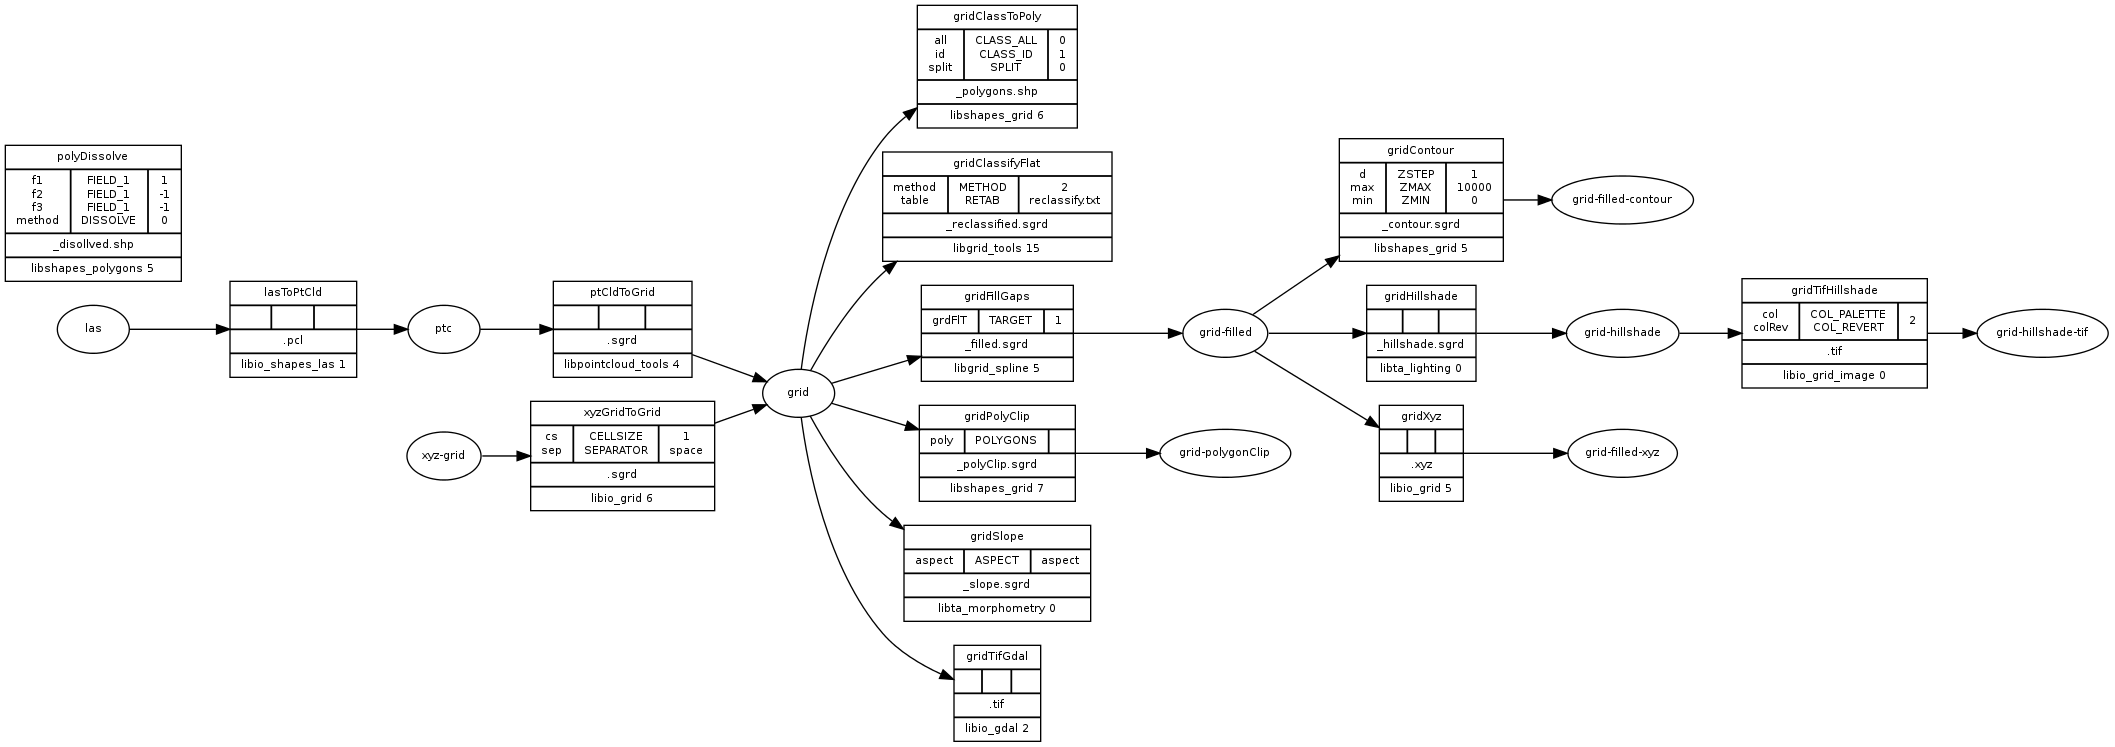 gridClassToPoly
all CLASS_ALL 0
id CLASS_ID 1
split SPLIT 0
_polygons.shp
libshapes_grid 6
polyDissolve
f1 FIELD_1 1
f2 FIELD_1 -1
f3 FIELD_1 -1
method DISSOLVE 0
_disollved.shp
libshapes_polygons 5
gridClassifyFlat
method METHOD 2
table RETAB reclassify.txt
_reclassified.sgrd
libgrid_tools 15
gridContour
d ZSTEP 1
max ZMAX 10000
min ZMIN 0
_contour.sgrd
libshapes_grid 5
grid-filled-contour
las
lasToPtCld
.pcl
libio_shapes_las 1
ptc
ptCldToGrid
.sgrd
libpointcloud_tools 4
gridFillGaps
grdFlT TARGET 1
_filled.sgrd
libgrid_spline 5
grid-filled
gridHillshade
_hillshade.sgrd
libta_lighting 0
grid-hillshade
gridTifHillshade
col COL_PALETTE 2
colRev COL_REVERT
.tif
libio_grid_image 0
grid-hillshade-tif
grid
xyz-grid
xyzGridToGrid
cs CELLSIZE 1
sep SEPARATOR space
.sgrd
libio_grid 6
gridPolyClip
poly POLYGONS
_polyClip.sgrd
libshapes_grid 7
grid-polygonClip
gridXyz
.xyz
libio_grid 5
grid-filled-xyz
gridSlope
aspect ASPECT aspect
_slope.sgrd
libta_morphometry 0
gridTifGdal
.tif
libio_gdal 2